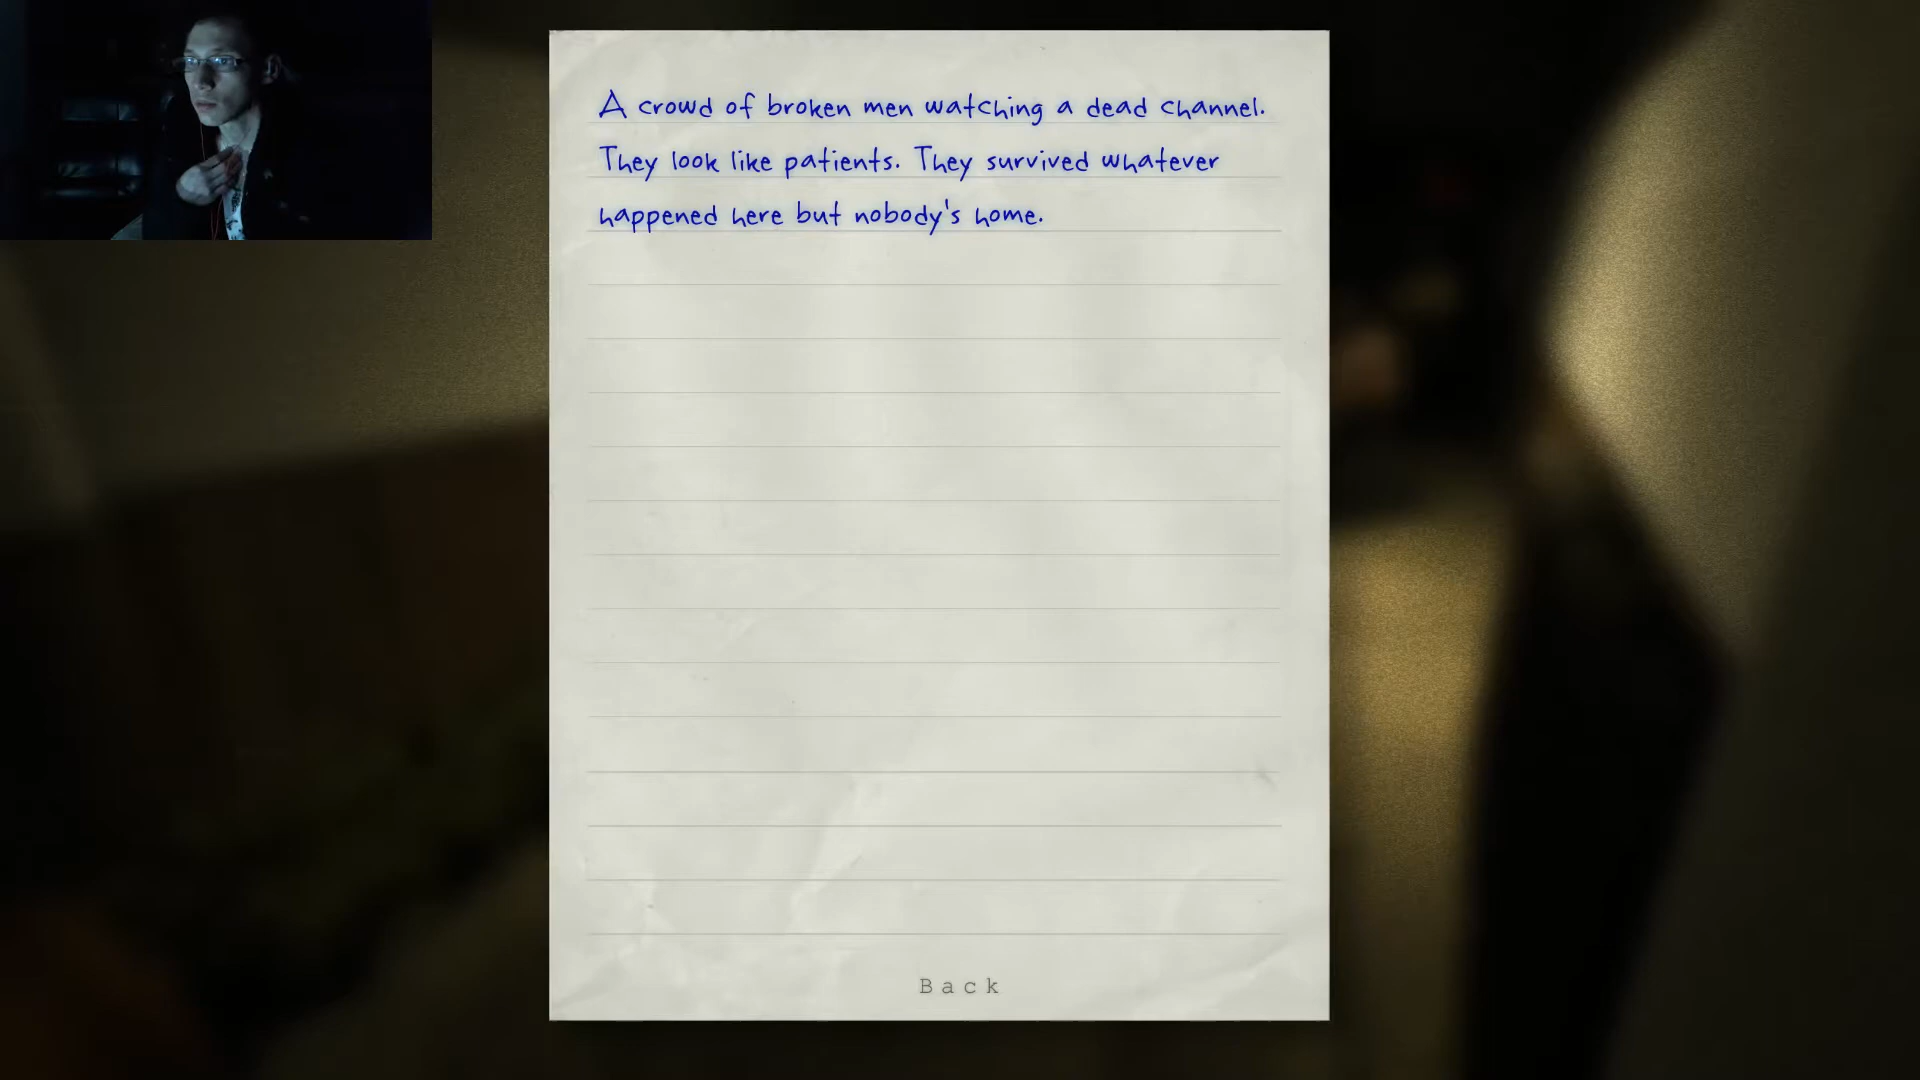 A crowd of broken men watching a dead channel.
They look like patients. They survived whatever
happened here but nobody's home.
Back